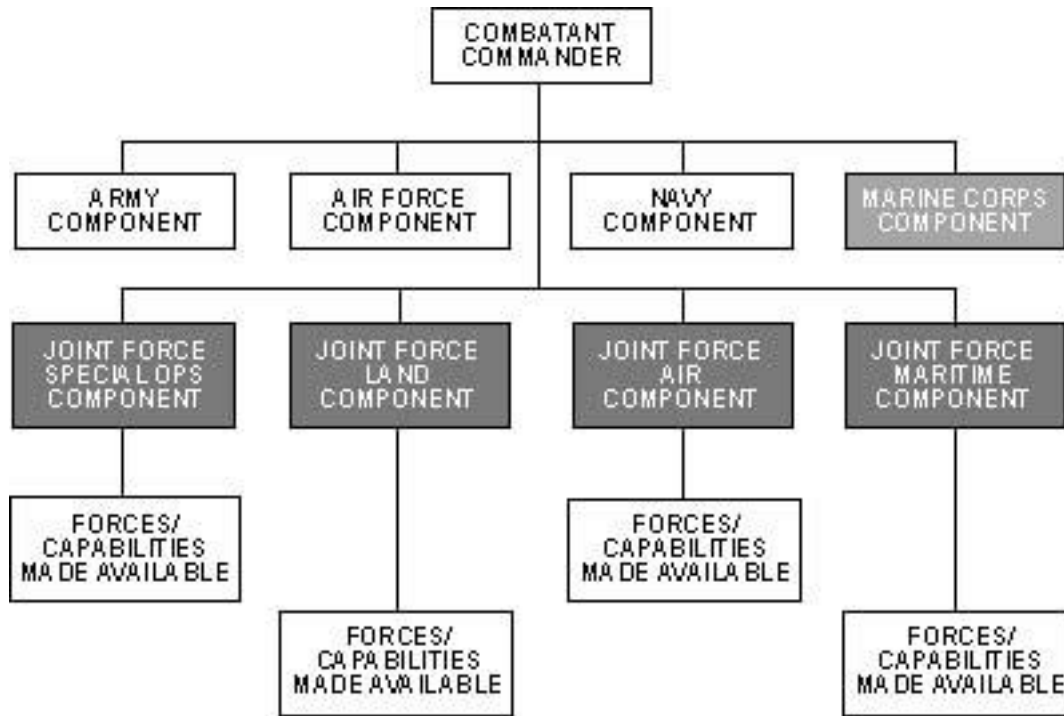 COMBATANT
COMMANDER
ARMY
COMPONENT
AIR FORCE
COMPONENT
NAVY
COMPONENT
MARINE CORPS
COMPONENT
JOINT FORCE
SPECIAL OPS
COMPONENT
JOINT FORCE
LAND
COMPONENT
JOINT FORCE
AIR
COMPONENT
JOINT FORCE
MARITIME
COMPONENT
FORCES/
CAPABILITIES
MADE AVAILABLE
FORCES/
CAPABILITIES
MADE AVAILABLE
FORCES/
CAPABILITIES
MADE AVAILABLE
FORCES/
CAPABILITIES
MADE AVAILABLE